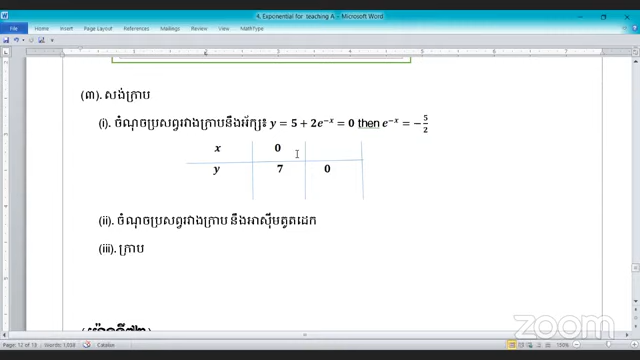 4. Exponential for teaching A - Microsoft Word
File Home Insert Page Layout References Mailings Review View MathType
(៣). សង់ក្រាប
(i). ចំណុចប្រសព្វរវាងក្រាបនឹងអ័ក្ស៖ y = 5 + 2e^{-x} = 0 then e^{-x} = -5/2
x 0
y 7 0
(ii). ចំណុចប្រសព្វរវាងក្រាប នឹងអាស៊ីមតូតដេក
(iii). ក្រាប
Page: 12 of 13 Words: 1,038 Catalan 150%
zoom